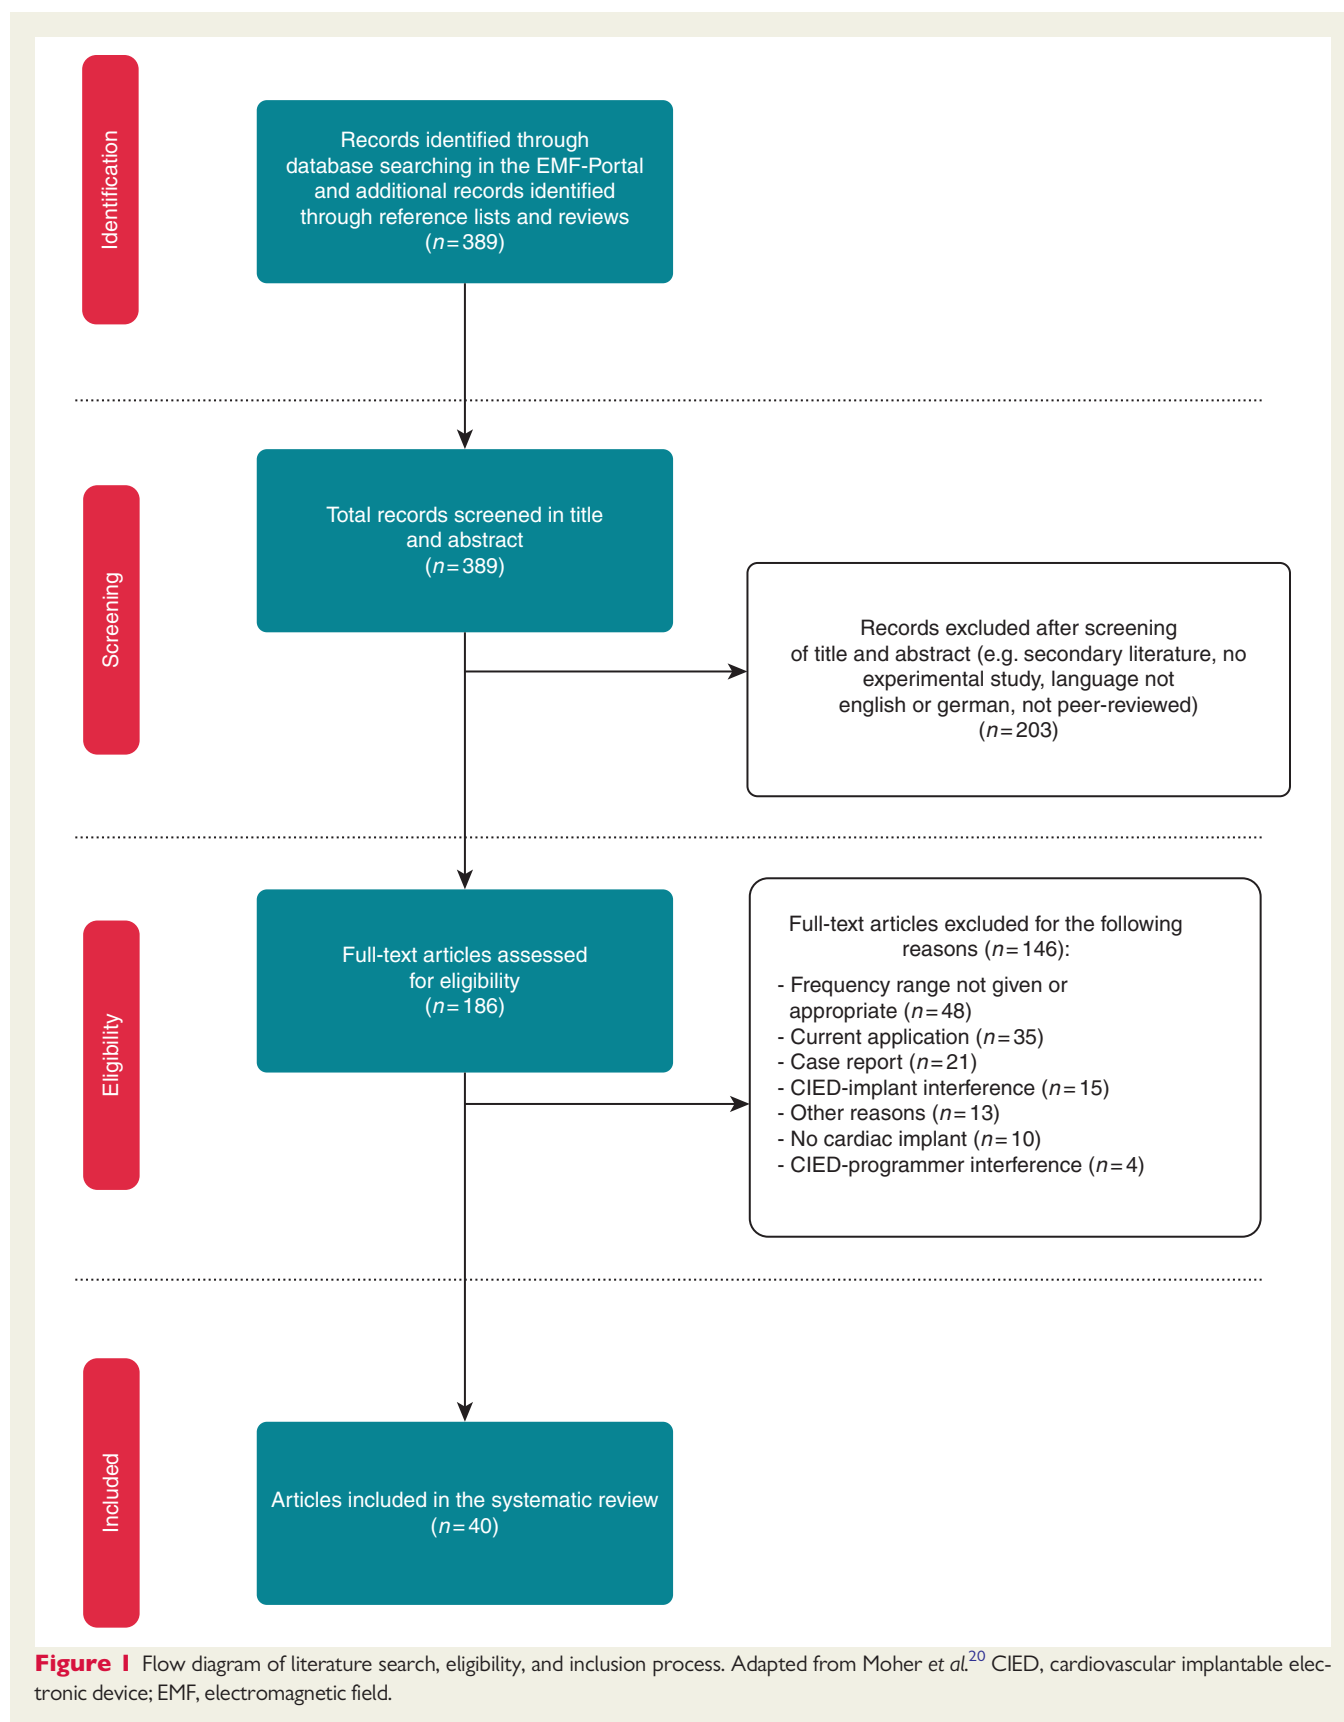 Identification
Records identified through
database searching in the EMF-Portal
and additional records identified
through reference lists and reviews
(n=389)
Screening
Total records screened in title
and abstract
(n=389)
Records excluded after screening
of title and abstract (e.g. secondary literature, no
experimental study, language not
english or german, not peer-reviewed)
(n=203)
Eligibility
Full-text articles assessed
for eligibility
(n=186)
Full-text articles excluded for the following
reasons (n=146):
- Frequency range not given or
appropriate (n=48)
- Current application (n=35)
- Case report (n=21)
- CIED-implant interference (n=15)
- Other reasons (n=13)
- No cardiac implant (n=10)
- CIED-programmer interference (n=4)
Included
Articles included in the systematic review
(n=40)
Figure 1 Flow diagram of literature search, eligibility, and inclusion process. Adapted from Moher et al.20 CIED, cardiovascular implantable elec-
tronic device; EMF, electromagnetic field.